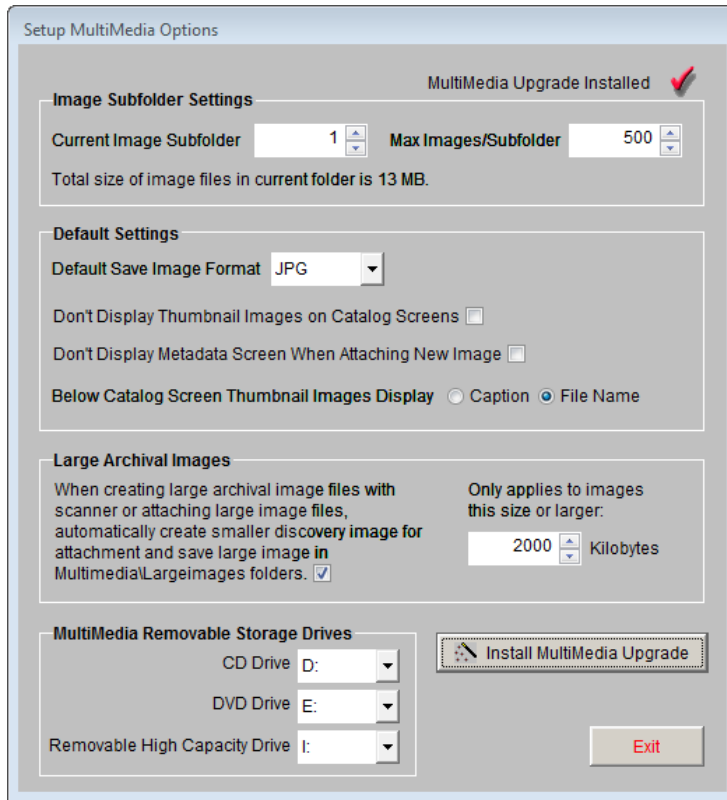 Setup MultiMedia Options
MultiMedia Upgrade Installed
Image Subfolder Settings
Current Image Subfolder 1 Max Images/Subfolder 500
Total size of image files in current folder is 13 MB.
Default Settings
Default Save Image Format JPG
Don't Display Thumbnail Images on Catalog Screens
Don't Display Metadata Screen When Attaching New Image
Below Catalog Screen Thumbnail Images Display Caption File Name
Large Archival Images
When creating large archival image files with
scanner or attaching large image files,
automatically create smaller discovery image for
attachment and save large image in
Multimedia\Largeimages folders.
Only applies to images
this size or larger:
2000 Kilobytes
MultiMedia Removable Storage Drives
CD Drive D:
DVD Drive E:
Removable High Capacity Drive I:
Install MultiMedia Upgrade
Exit